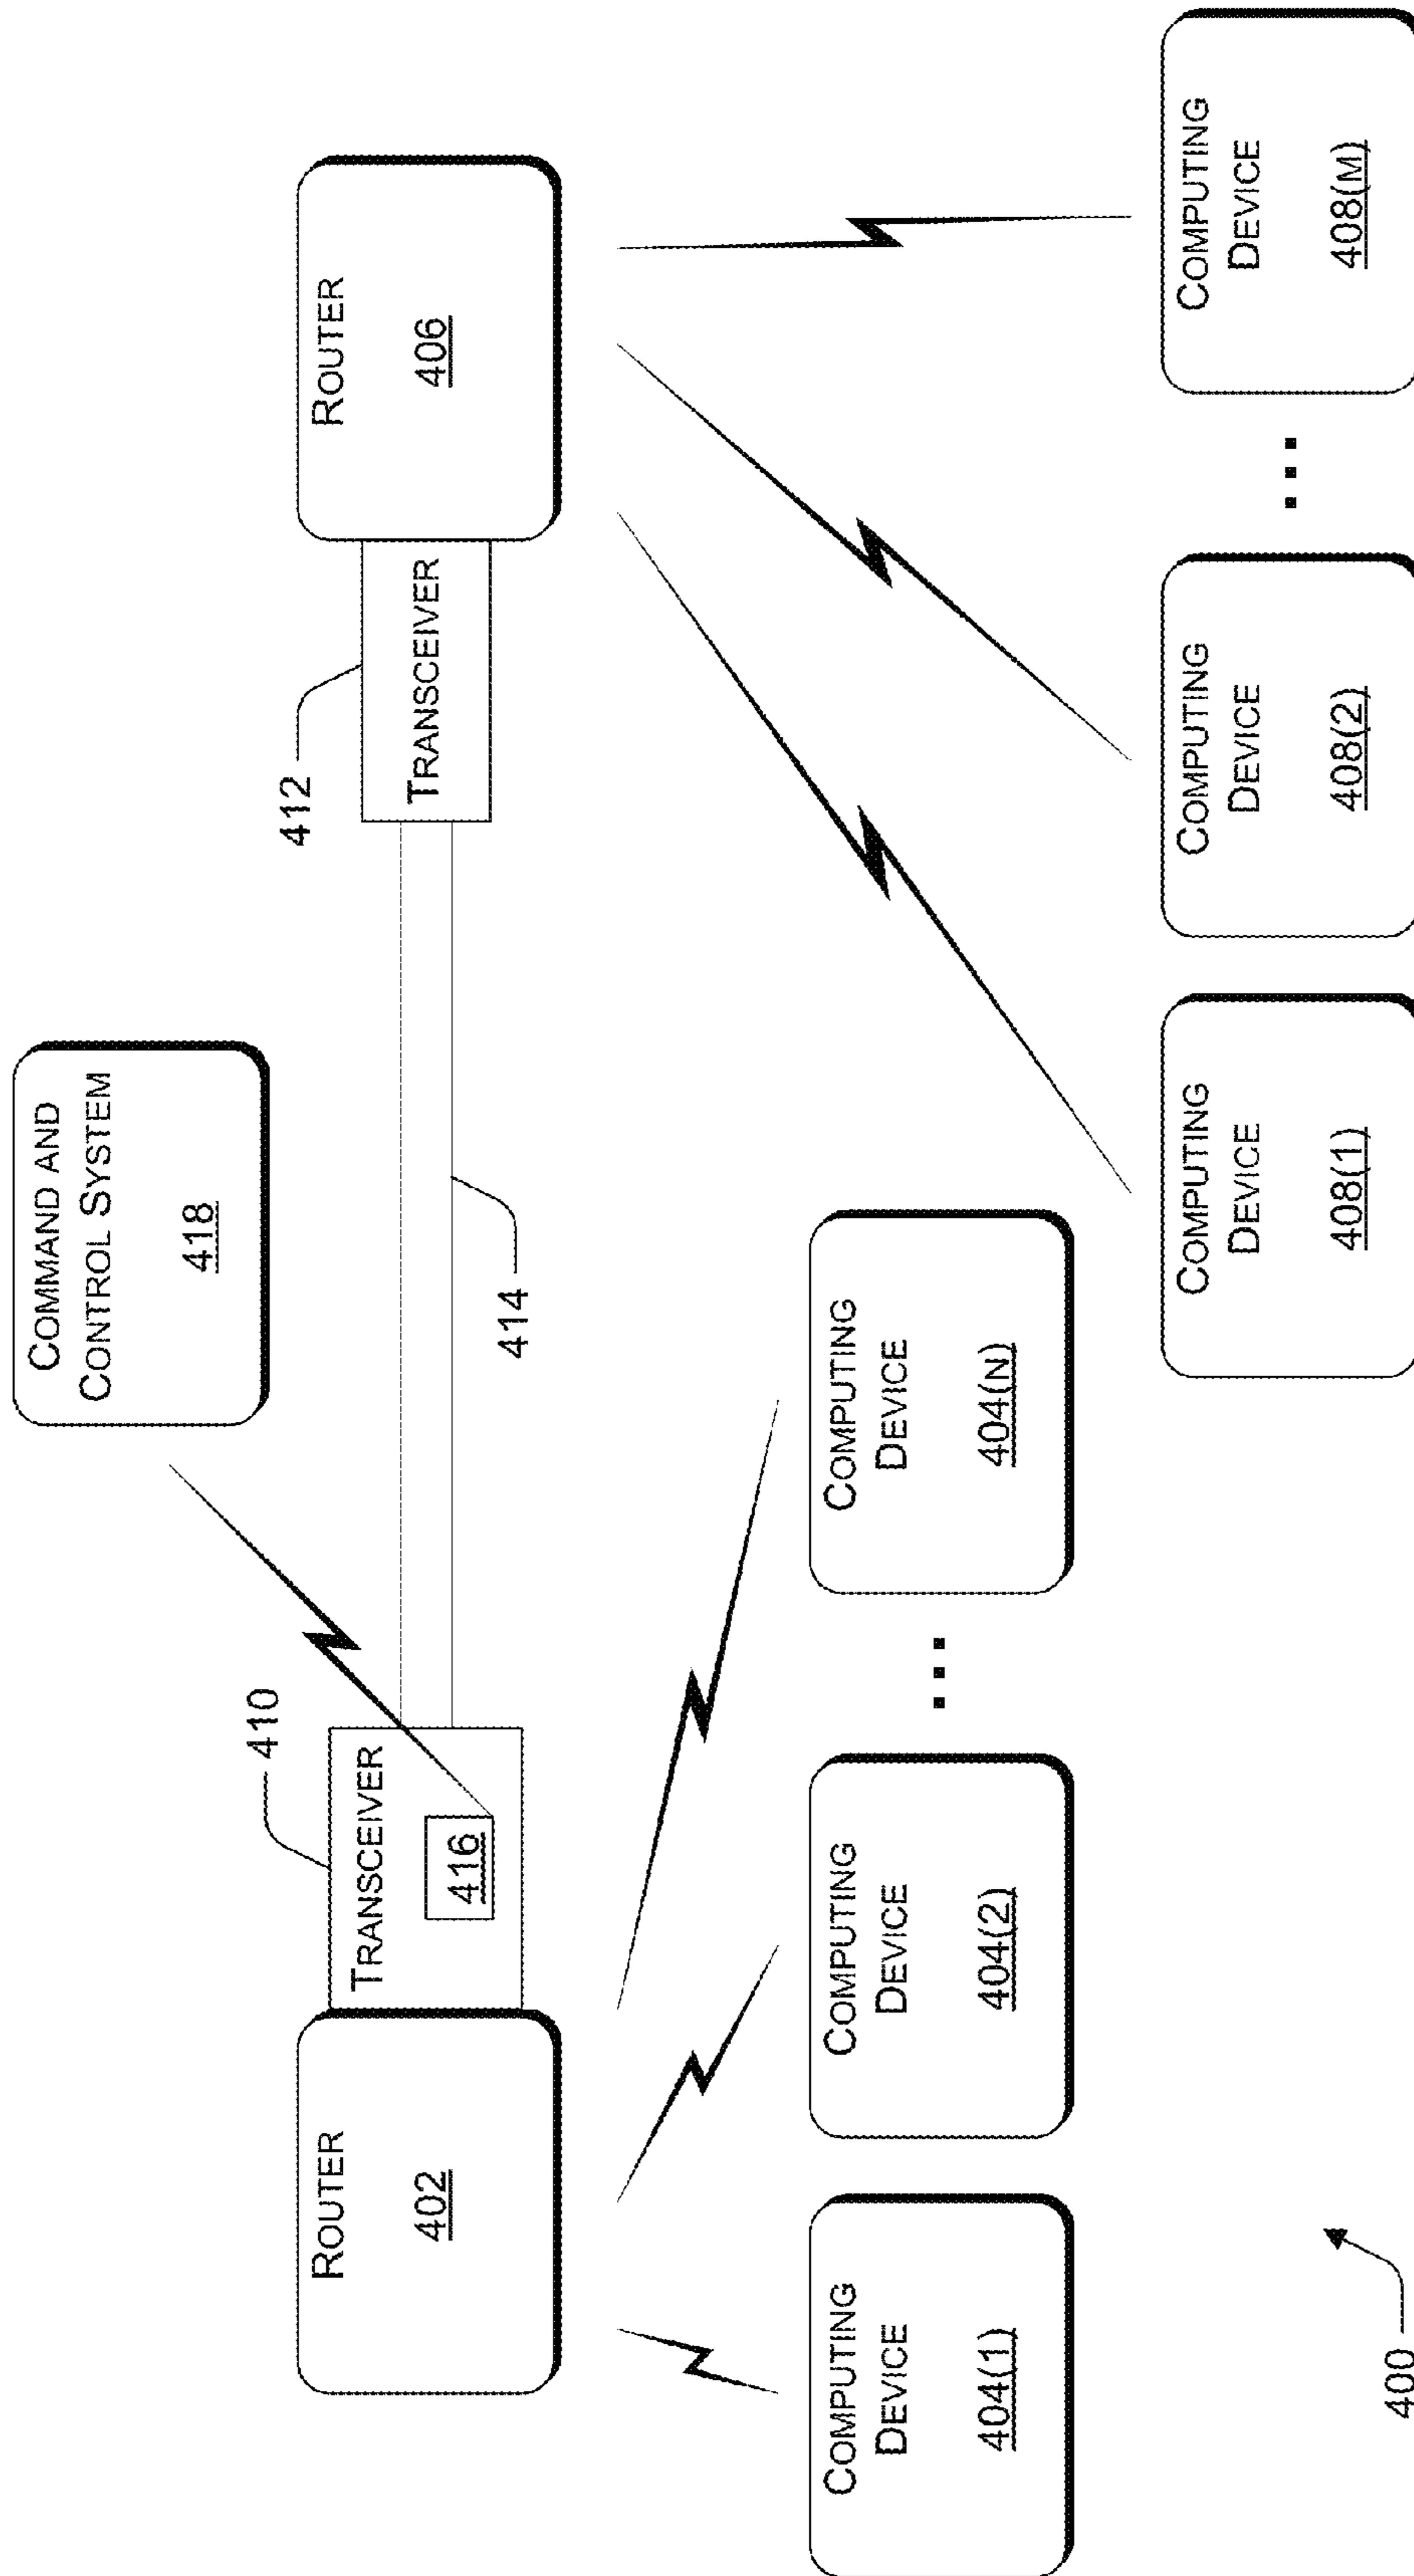 COMMAND AND
CONTROL SYSTEM
418
410
412
ROUTER
402
TRANSCEIVER
416
414
TRANSCEIVER
ROUTER
406
COMPUTING
DEVICE
404(1)
COMPUTING
DEVICE
404(2)
...
COMPUTING
DEVICE
404(N)
COMPUTING
DEVICE
408(1)
COMPUTING
DEVICE
408(2)
...
COMPUTING
DEVICE
408(M)
400